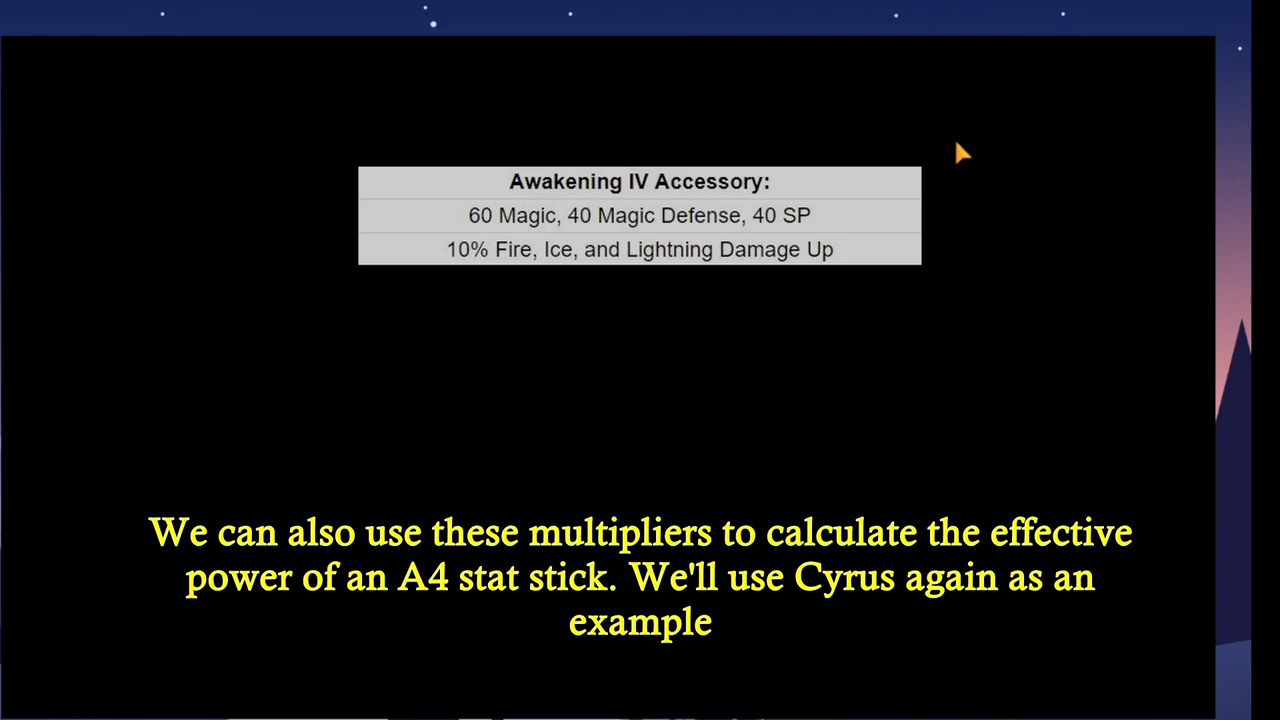 Awakening IV Accessory:
60 Magic, 40 Magic Defense, 40 SP
10% Fire, Ice, and Lightning Damage Up
We can also use these multipliers to calculate the effective
power of an A4 stat stick. We'll use Cyrus again as an
example